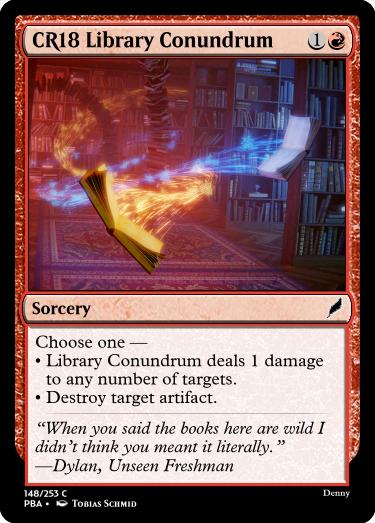 CR18 Library Conundrum 1
Sorcery
Choose one —
• Library Conundrum deals 1 damage
to any number of targets.
• Destroy target artifact.
“When you said the books here are wild I
didn’t think you meant it literally.”
—Dylan, Unseen Freshman
148/253 C
Denny
PBA • Tobias Schmid